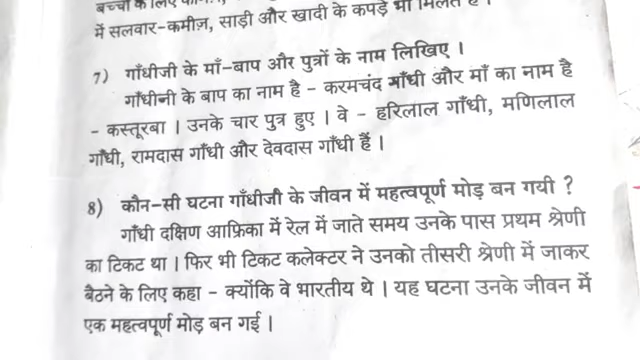 बच्चों के लिए
में सलवार-कमीज़, साड़ी और खादी के कपड़े भी मिलते हैं ।
7) गाँधीजी के माँ-बाप और पुत्रों के नाम लिखिए ।
गाँधीनी के बाप का नाम है - करमचंद गाँधी और माँ का नाम है
- कस्तूरबा । उनके चार पुत्र हुए । वे - हरिलाल गाँधी, मणिलाल
गाँधी, रामदास गाँधी और देवदास गाँधी हैं ।
8) कौन-सी घटना गाँधीजी के जीवन में महत्वपूर्ण मोड़ बन गयी ?
गाँधी दक्षिण आफ्रिका में रेल में जाते समय उनके पास प्रथम श्रेणी
का टिकट था । फिर भी टिकट कलेक्टर ने उनको तीसरी श्रेणी में जाकर
बैठने के लिए कहा - क्योंकि वे भारतीय थे । यह घटना उनके जीवन में
एक महत्वपूर्ण मोड़ बन गई ।